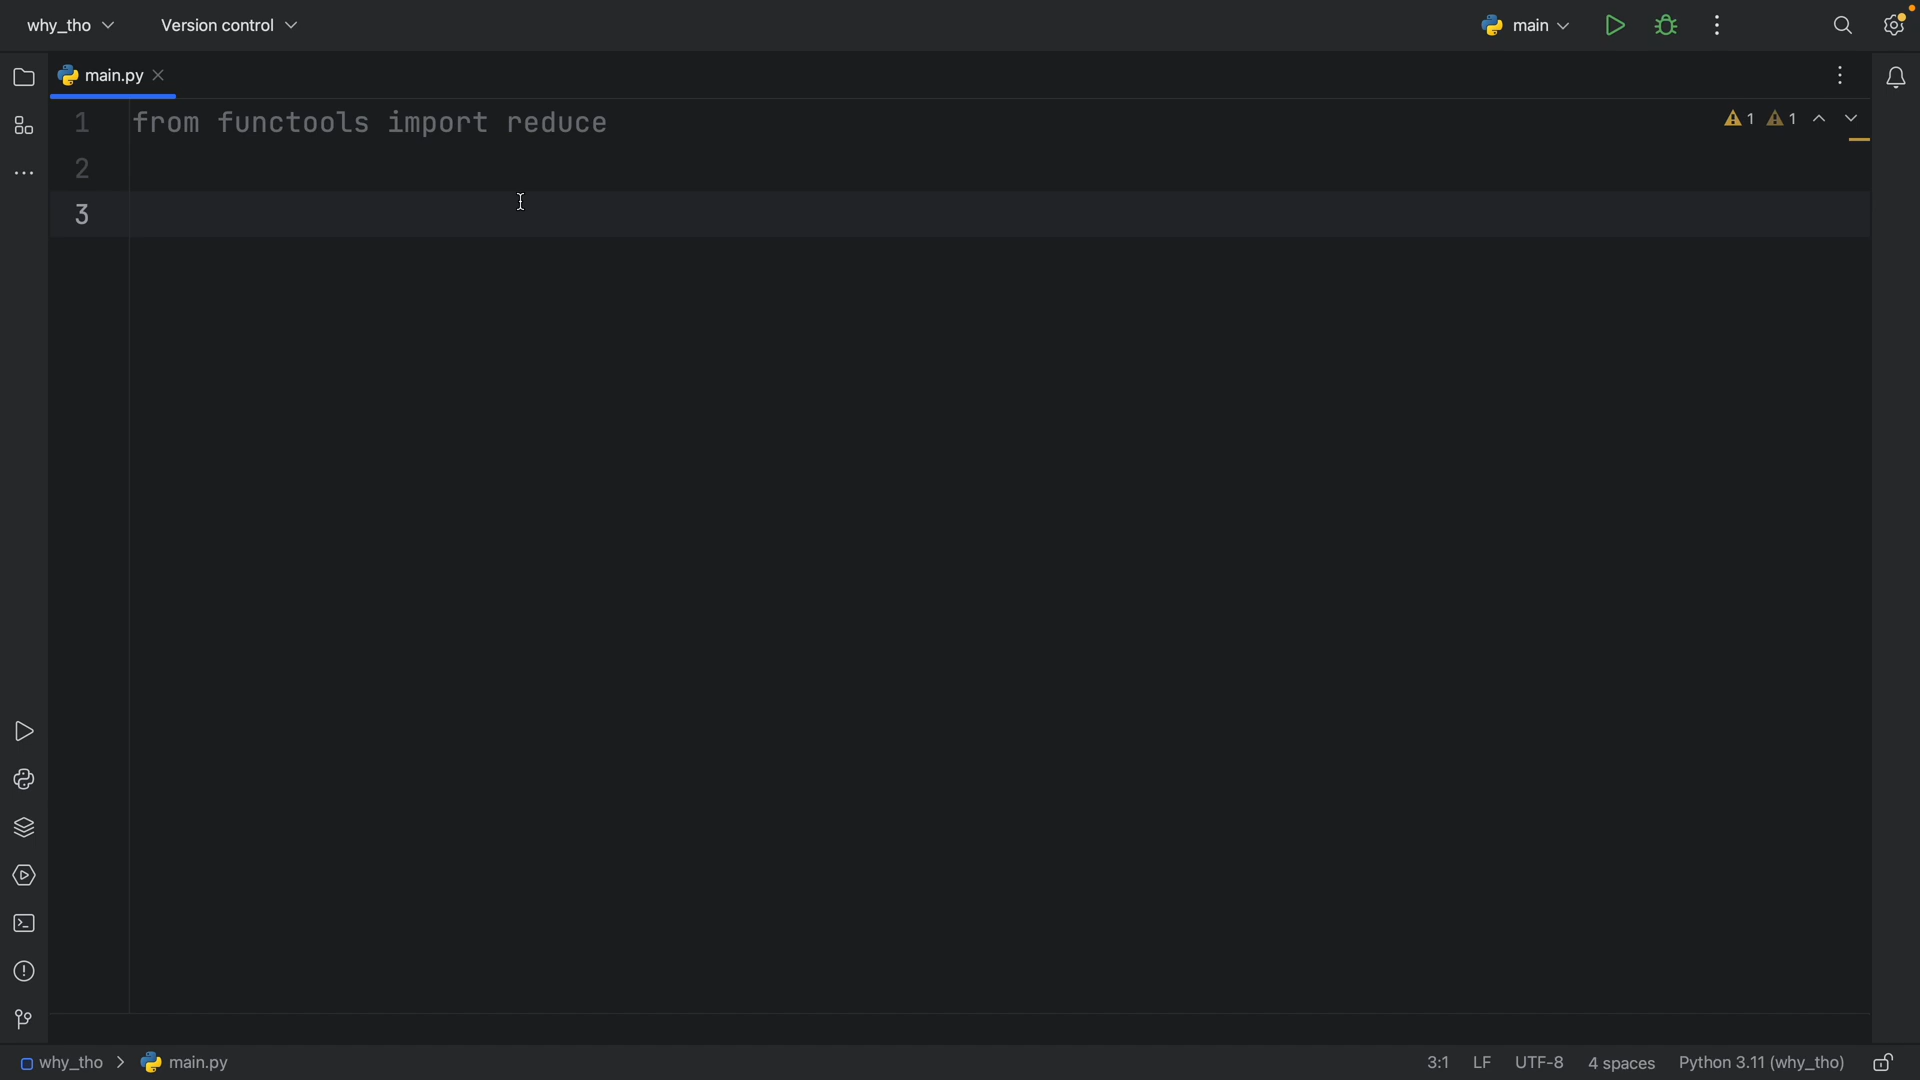 why_tho Version control main
main.py
1 from functools import reduce 1 1
2
3
why_tho main.py 3:1 LF UTF-8 4 spaces Python 3.11 (why_tho)